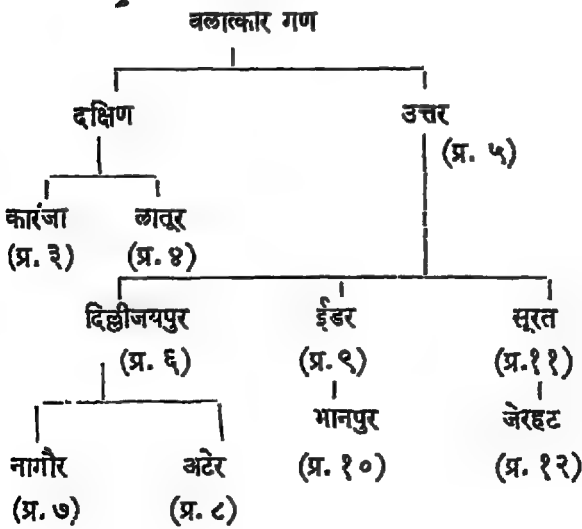 बलात्कार गण
दक्षिण उत्तर
(प्र. ५)
कारंजा लातूर
(प्र. ३) (प्र. ४)
दिल्लीजयपुर ईडर सूरत
(प्र. ६) (प्र. ९) (प्र.११)
भानपुर जेरहट
नागौर अटेर (प्र. १०) (प्र. १२)
(प्र. ७) (प्र. ८)